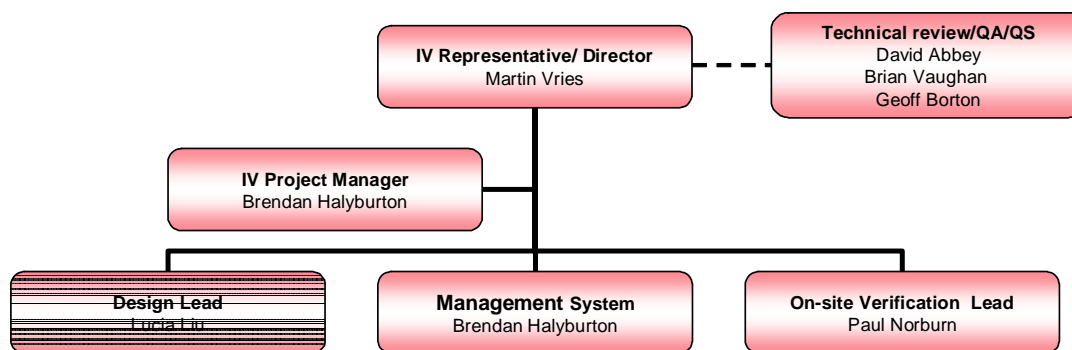 Technical review/QA/QS
David Abbey
Brian Vaughan
Geoff Borton
IV Representative/ Director
Martin Vries
IV Project Manager
Brendan Halyburton
Design Lead
Lucia Liu
Management System
Brendan Halyburton
On-site Verification Lead
Paul Norburn